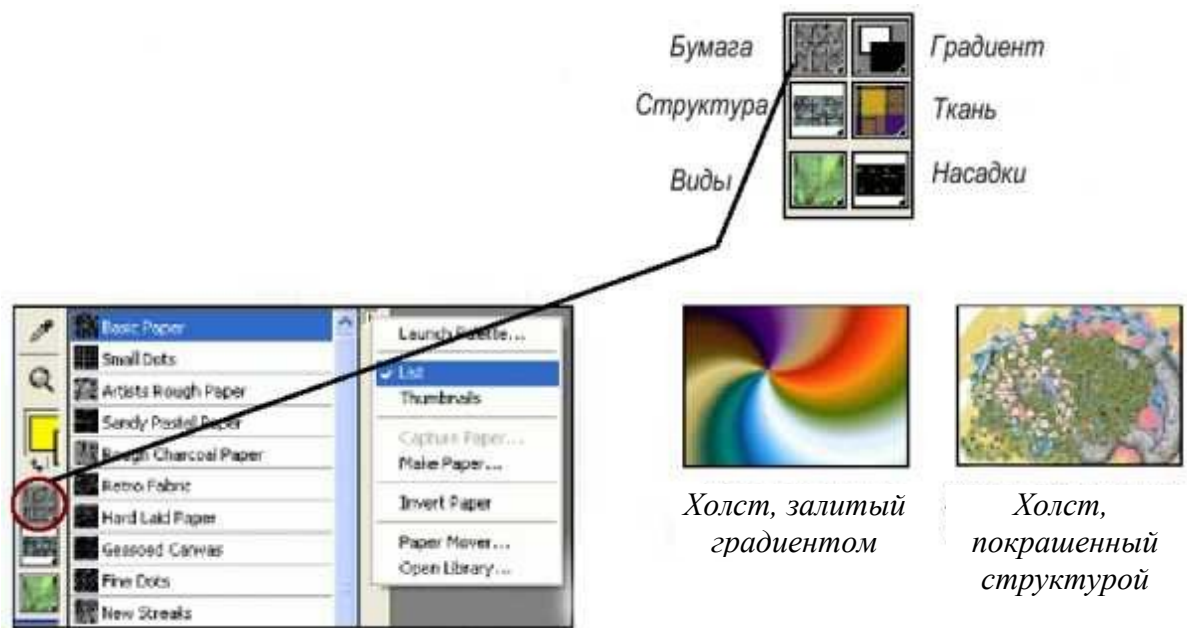 Бумага
Градиент
Структура
Ткань
Виды
Насадки
Basic Paper
Small Dots
Artists Rough Paper
Sandy Pastel Paper
Rough Charcoal Paper
Retro Fabric
Hard Laid Paper
Gessoed Canvas
Fine Dots
New Streaks
Launch Palette...
List
Thumbnails
Capture Paper...
Make Paper...
Invert Paper
Paper Mover...
Open Library...
Холст, залитый
градиентом
Холст,
покрашенный
структурой